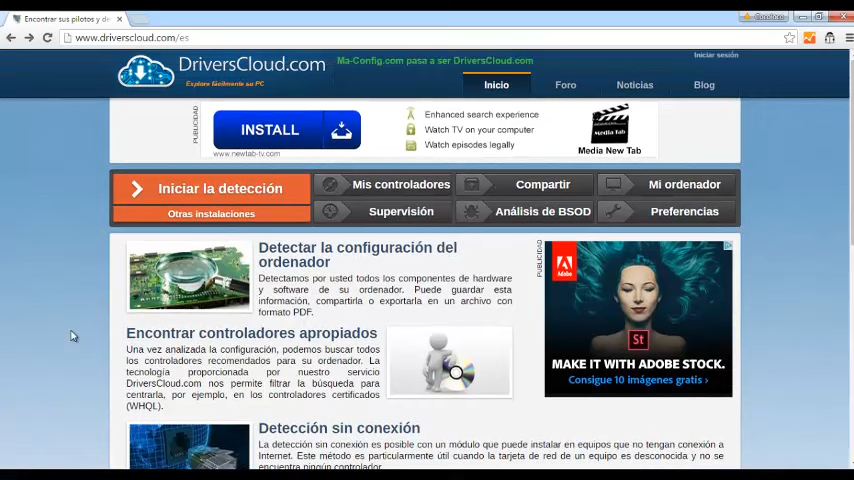 Encontrar sus pilotos y de
Cocoloco
www.driverscloud.com/es
DriversCloud.com
Explore fácilmente su PC
Ma-Config.com pasa a ser DriversCloud.com
Iniciar sesión
Inicio
Foro
Noticias
Blog
PUBLICIDAD
INSTALL
www.newtab-tv.com
Enhanced search experience
Watch TV on your computer
Watch episodes legally
Media Tab
Media New Tab
Iniciar la detección
Otras instalaciones
Mis controladores
Compartir
Mi ordenador
Supervisión
Análisis de BSOD
Preferencias
Detectar la configuración del
ordenador
Detectamos por usted todos los componentes de hardware
y software de su ordenador. Puede guardar esta
información, compartirla o exportarla en un archivo con
formato PDF.
Encontrar controladores apropiados
Una vez analizada la configuración, podemos buscar todos
los controladores recomendados para su ordenador. La
tecnología proporcionada por nuestro servicio
DriversCloud.com nos permite filtrar la búsqueda para
centrarla, por ejemplo, en los controladores certificados
(WHQL).
PUBLICIDAD
Adobe
St
MAKE IT WITH ADOBE STOCK.
Consigue 10 imágenes gratis ›
Detección sin conexión
La detección sin conexión es posible con un módulo que puede instalar en equipos que no tengan conexión a
Internet. Este método es particularmente útil cuando la tarjeta de red de un equipo es desconocida y no se
encuentra ningún controlador.